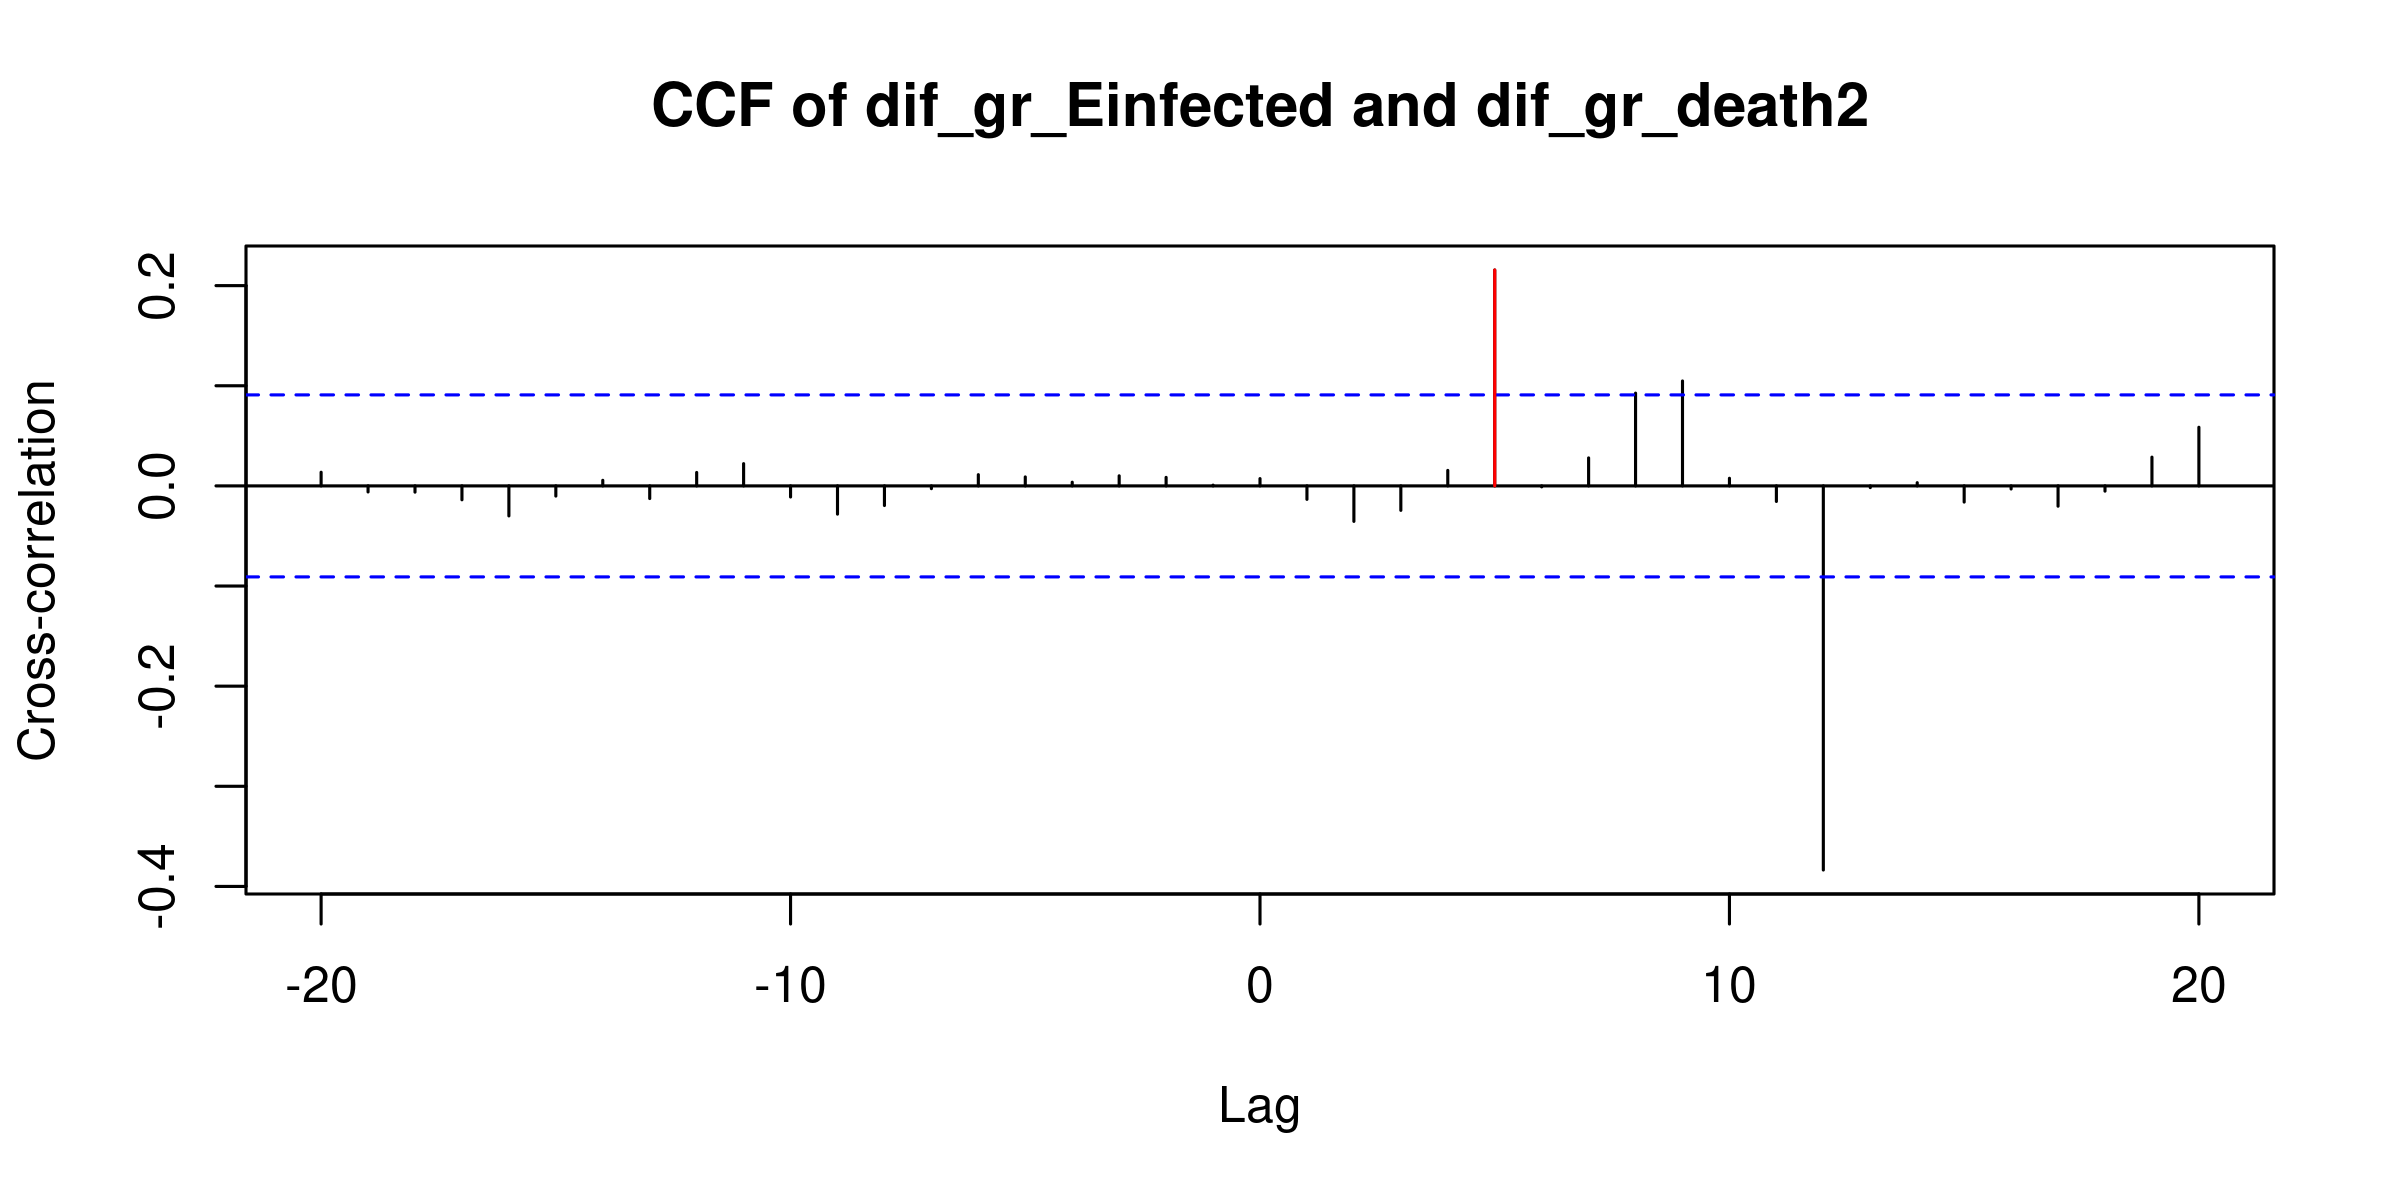 CCF of dif_gr_Einfected and dif_gr_death2
0.2
0.0
-0.2
-0.4
Cross-correlation
-20 -10 0 10 20
Lag